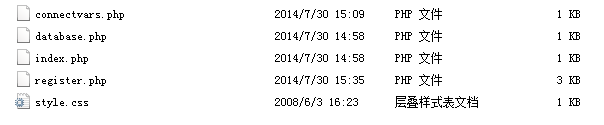 connectvars.php 2014/7/30 15:09 PHP 文件 1 KB
database.php 2014/7/30 14:58 PHP 文件 1 KB
index.php 2014/7/30 14:58 PHP 文件 1 KB
register.php 2014/7/30 15:35 PHP 文件 3 KB
style.css 2008/6/3 16:23 层叠样式表文档 1 KB